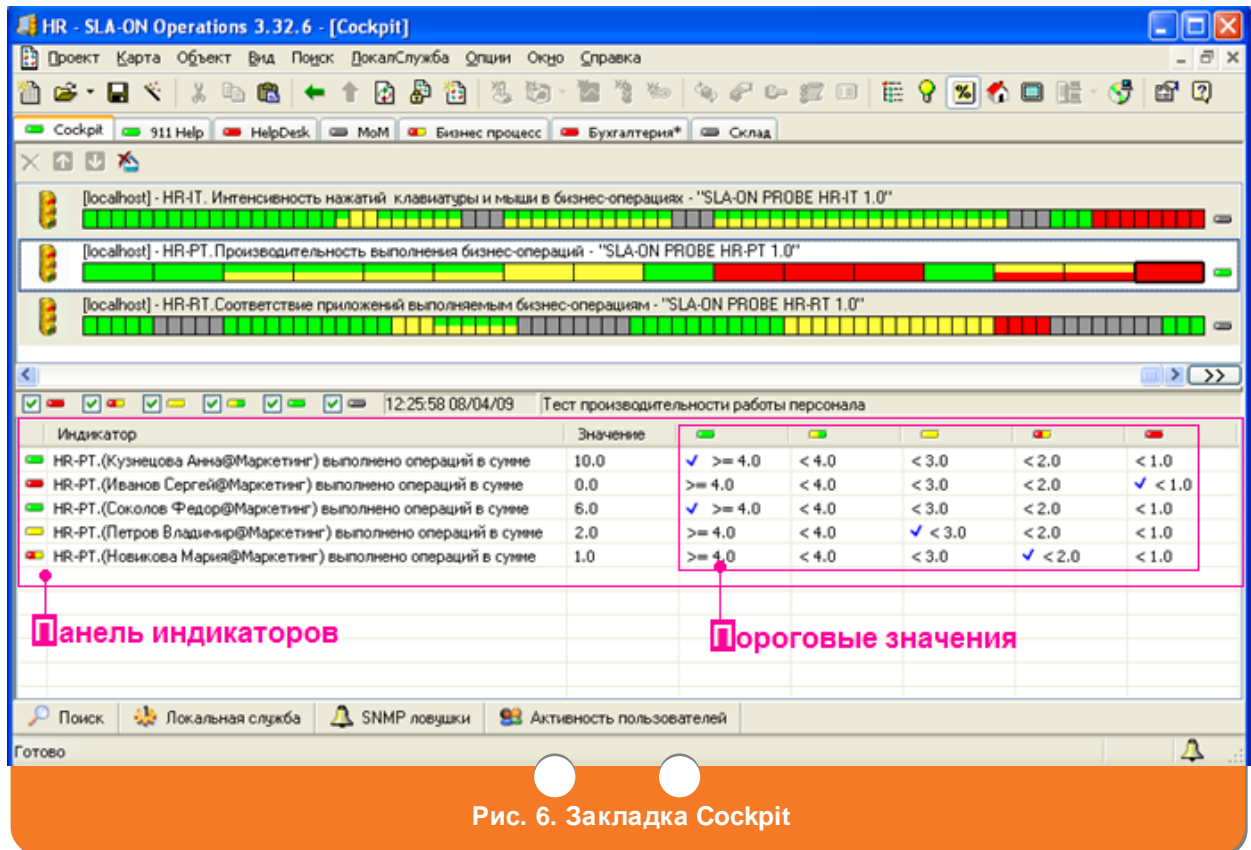 HR - SLA-ON Operations 3.32.6 - [Cockpit]
Проект Карта Объект Вид Поиск ЛокалСлужба Опции Окно Справка
Cockpit 911 Help HelpDesk MoM Бизнес процесс Бухгалтерия* Склад
[localhost] - HR-IT. Интенсивность нажатий клавиатуры и мыши в бизнес-операциях - "SLA-ON PROBE HR-IT 1.0"
[localhost] - HR-PT.Производительность выполнения бизнес-операций - "SLA-ON PROBE HR-PT 1.0"
[localhost] - HR-RT.Соответствие приложений выполняемым бизнес-операциям - "SLA-ON PROBE HR-RT 1.0"
>>
12:25:58 08/04/09 Тест производительности работы персонала
Индикатор Значение
HR-PT.(Кузнецова Анна@Маркетинг) выполнено операций в сумме 10.0 >= 4.0 < 4.0 < 3.0 < 2.0 < 1.0
HR-PT.(Иванов Сергей@Маркетинг) выполнено операций в сумме 0.0 >= 4.0 < 4.0 < 3.0 < 2.0 < 1.0
HR-PT.(Соколов Федор@Маркетинг) выполнено операций в сумме 6.0 >= 4.0 < 4.0 < 3.0 < 2.0 < 1.0
HR-PT.(Петров Владимир@Маркетинг) выполнено операций в сумме 2.0 >= 4.0 < 4.0 < 3.0 < 2.0 < 1.0
HR-PT.(Новикова Мария@Маркетинг) выполнено операций в сумме 1.0 >= 4.0 < 4.0 < 3.0 < 2.0 < 1.0
Панель индикаторов Пороговые значения
Поиск Локальная служба SNMP ловушки Активность пользователей
Готово
Рис. 6. Закладка Cockpit